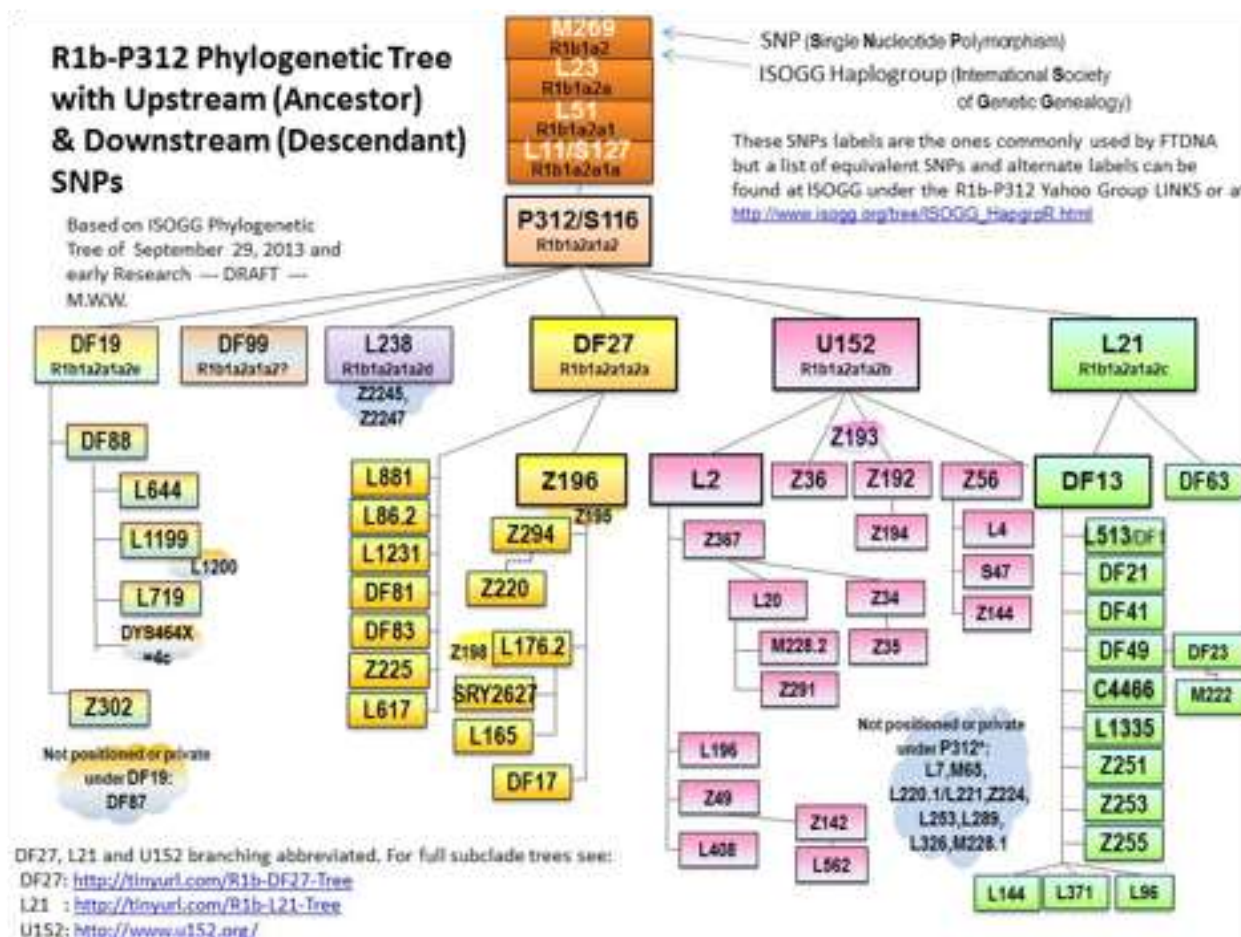 R1b-P312 Phylogenetic Tree
with Upstream (Ancestor)
& Downstream (Descendant)
SNPs
Based on ISOGG Phylogenetic
Tree of September 29, 2013 and
early Research --- DRAFT ---
M.W.W.
M269
R1b1a2
L23
R1b1a2a
L51
R1b1a2a1
L11/S127
R1b1a2a1a
P312/S116
R1b1a2a1a2
SNP (Single Nucleotide Polymorphism)
ISOGG Haplogroup (International Society
of Genetic Genealogy)
These SNPs labels are the ones commonly used by FTDNA
but a list of equivalent SNPs and alternate labels can be
found at ISOGG under the R1b-P312 Yahoo Group LINKS or at
http://www.isogg.org/tree/ISOGG_HapgrpR.html
DF19
R1b1a2a1a2e
DF99
R1b1a2a1a2?
L238
R1b1a2a1a2d
Z2245,
Z2247
DF27
R1b1a2a1a2a
U152
R1b1a2a1a2b
L21
R1b1a2a1a2c
DF88
L644
L1199
L1200
L719
DYS464X
=4c
Z302
Not positioned or private
under DF19:
DF87
L881
L86.2
L1231
DF81
DF83
Z225
L617
Z196
Z195
Z294
Z220
Z198
L176.2
SRY2627
L165
DF17
Z193
L2
Z36
Z192
Z56
Z194
L4
S47
Z144
Z367
L20
Z34
M228.2
Z35
Z291
L196
Z49
Z142
L408
L562
Not positioned or private
under P312*:
L7,M65,
L220.1/L221,Z224,
L253,L289,
L326,M228.1
DF13
DF63
L513/DF1
DF21
DF41
DF49
DF23
C4466
M222
L1335
Z251
Z253
Z255
L144
L371
L96
DF27, L21 and U152 branching abbreviated. For full subclade trees see:
DF27: http://tinyurl.com/R1b-DF27-Tree
L21 : http://tinyurl.com/R1b-L21-Tree
U152: http://www.u152.org/